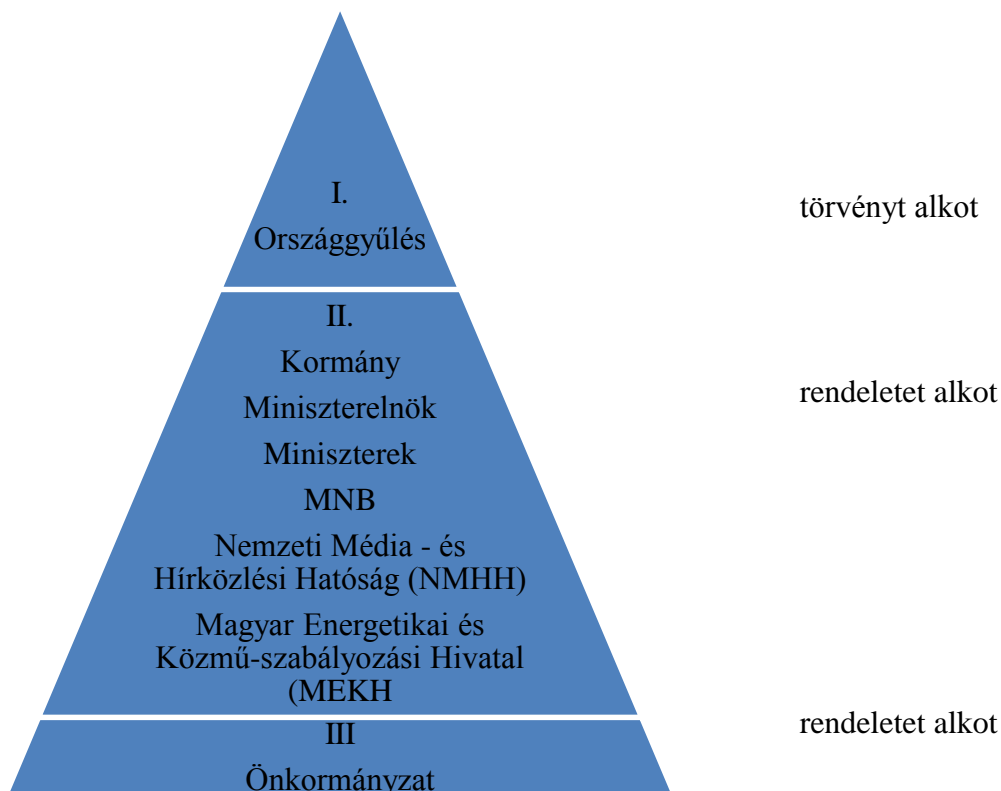 I.
Országgyűlés
törvényt alkot
II.
Kormány
Miniszterelnök
rendeletet alkot
Miniszterek
MNB
Nemzeti Média - és
Hírközlési Hatóság (NMHH)
Magyar Energetikai és
Közmű-szabályozási Hivatal
(MEKH
III
rendeletet alkot
Önkormányzat